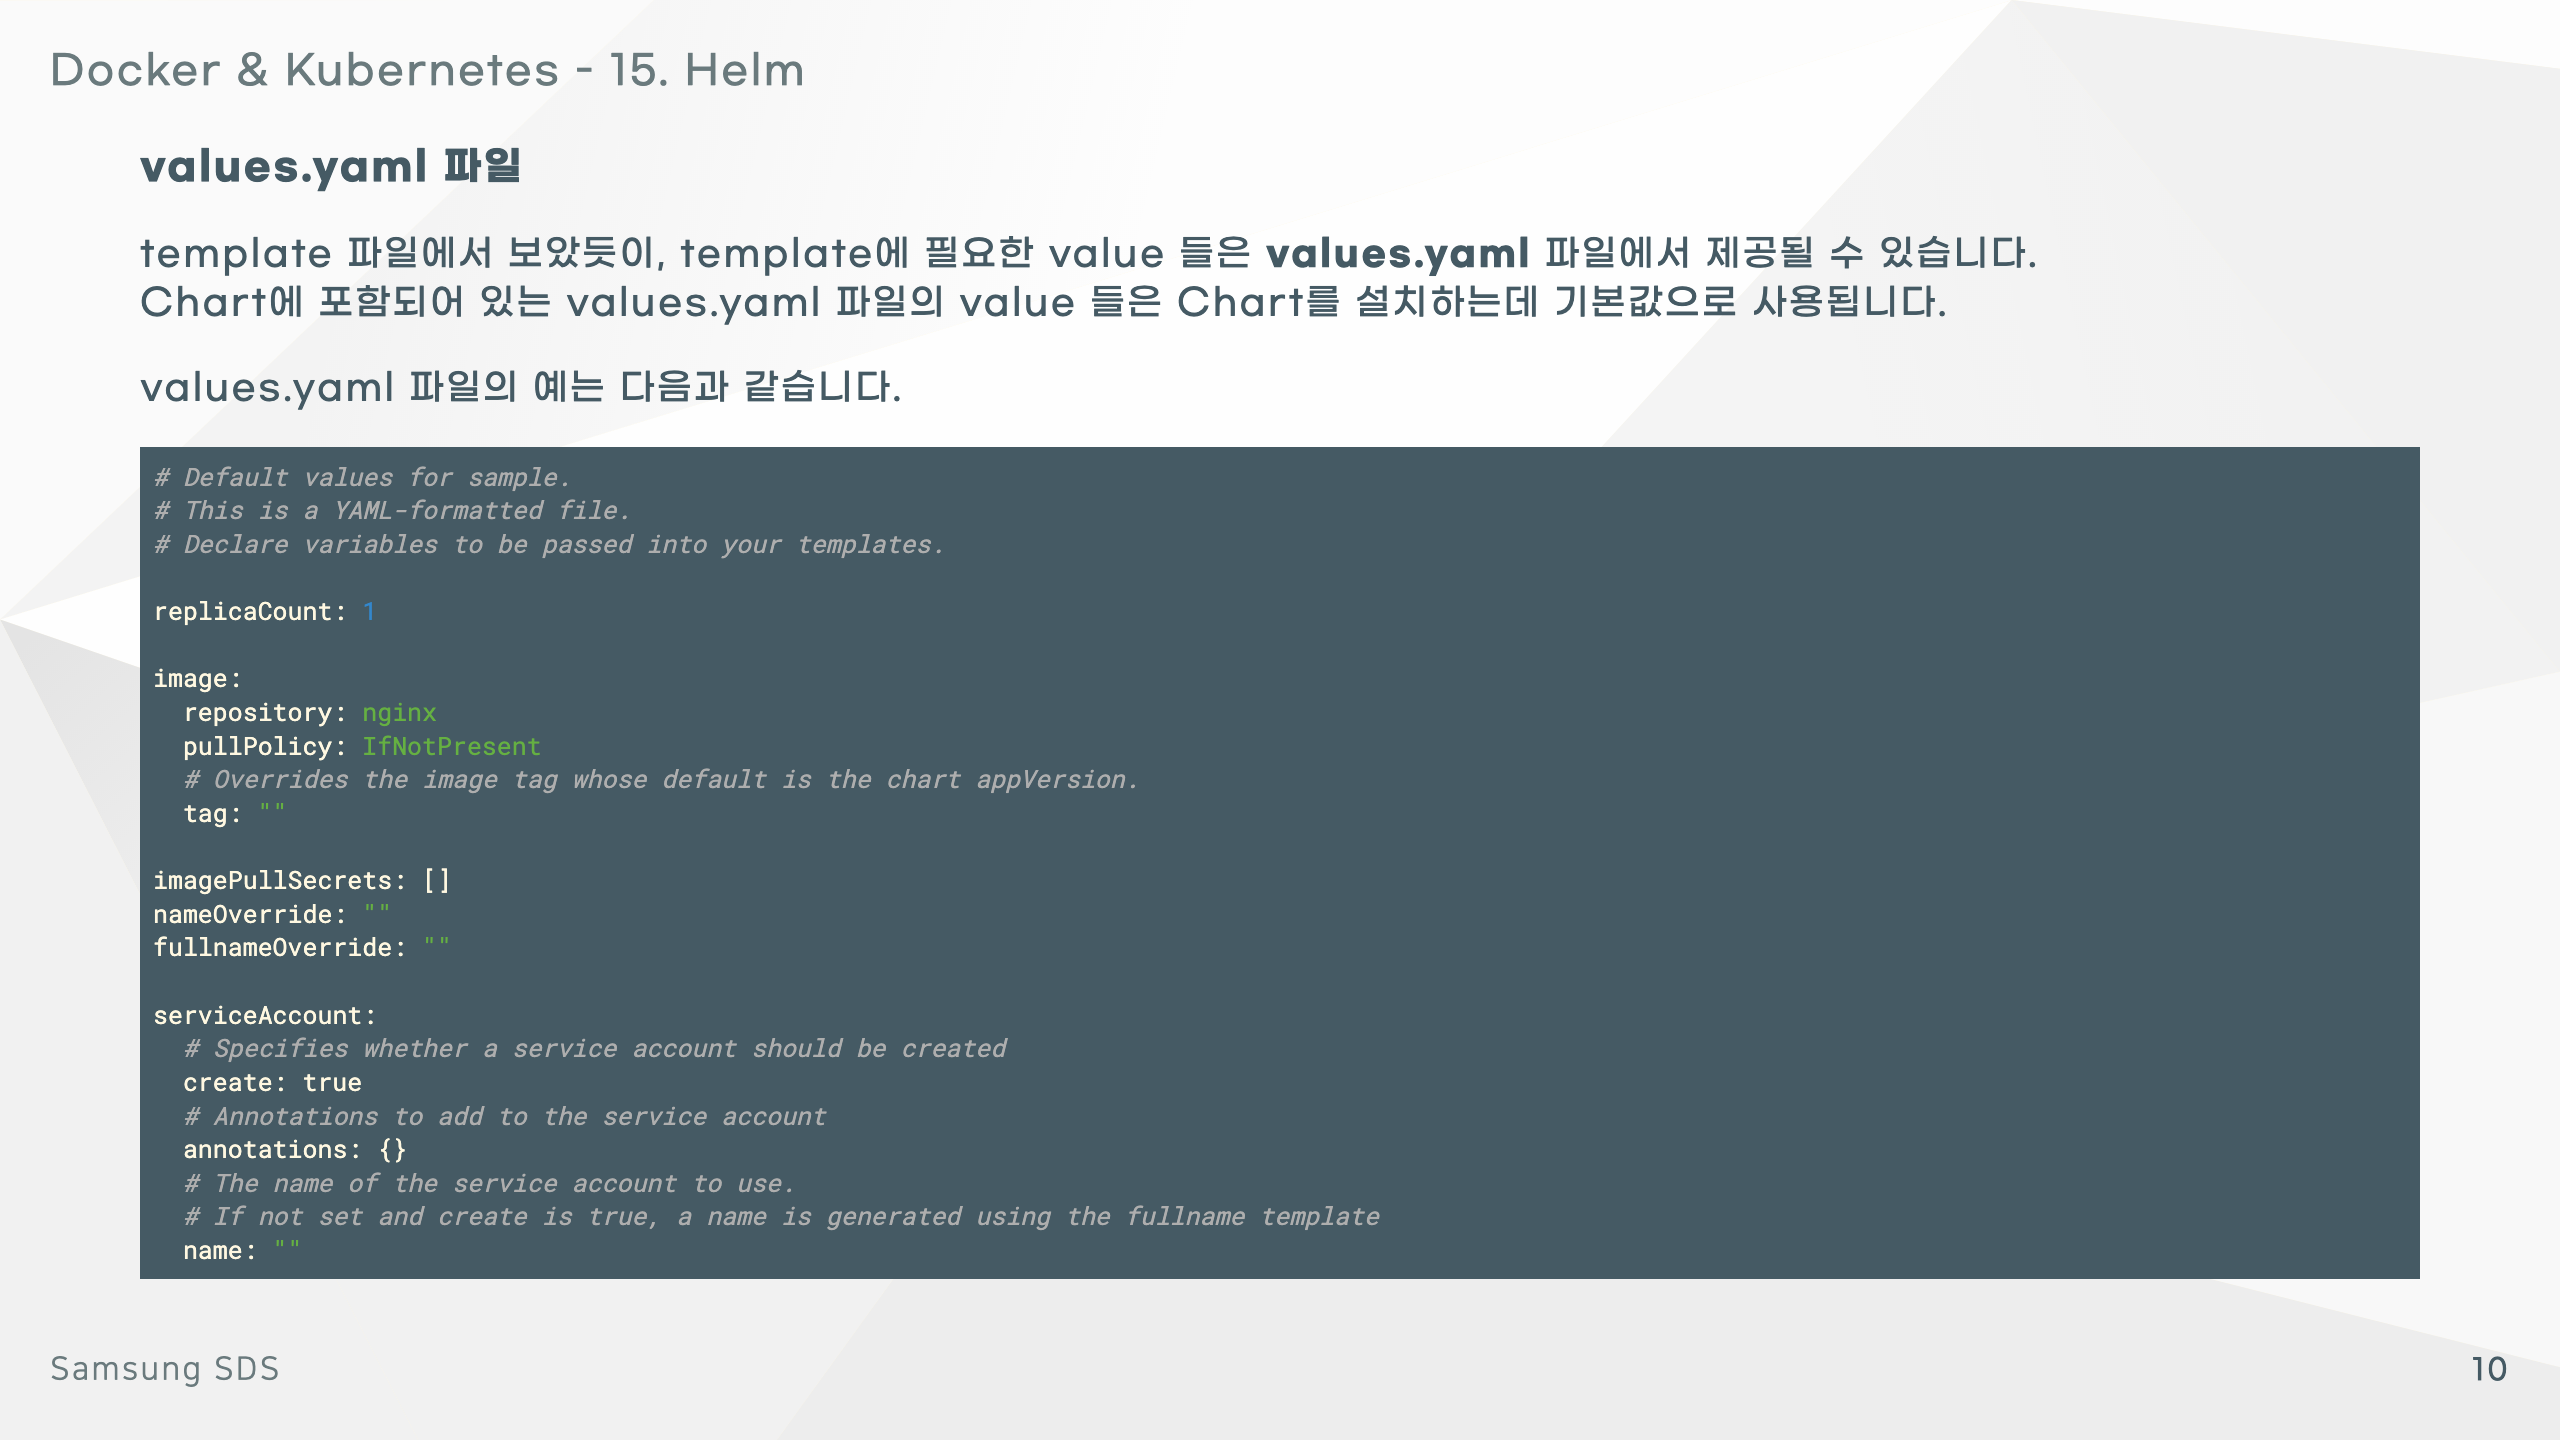 Docker & Kubernetes - 15. Helm
values.yaml 파일
template 파일에서 보았듯이, template에 필요한 value 들은 values.yaml 파일에서 제공될 수 있습니다.
Chart에 포함되어 있는 values.yaml 파일의 value 들은 Chart를 설치하는데 기본값으로 사용됩니다.
values.yaml 파일의 예는 다음과 같습니다.
# Default values for sample.
# This is a YAML-formatted file.
# Declare variables to be passed into your templates.
replicaCount: 1
image:
  repository: nginx
  pullPolicy: IfNotPresent
  # Overrides the image tag whose default is the chart appVersion.
  tag: ""
imagePullSecrets: []
nameOverride: ""
fullnameOverride: ""
serviceAccount:
  # Specifies whether a service account should be created
  create: true
  # Annotations to add to the service account
  annotations: {}
  # The name of the service account to use.
  # If not set and create is true, a name is generated using the fullname template
  name: ""
Samsung SDS
10